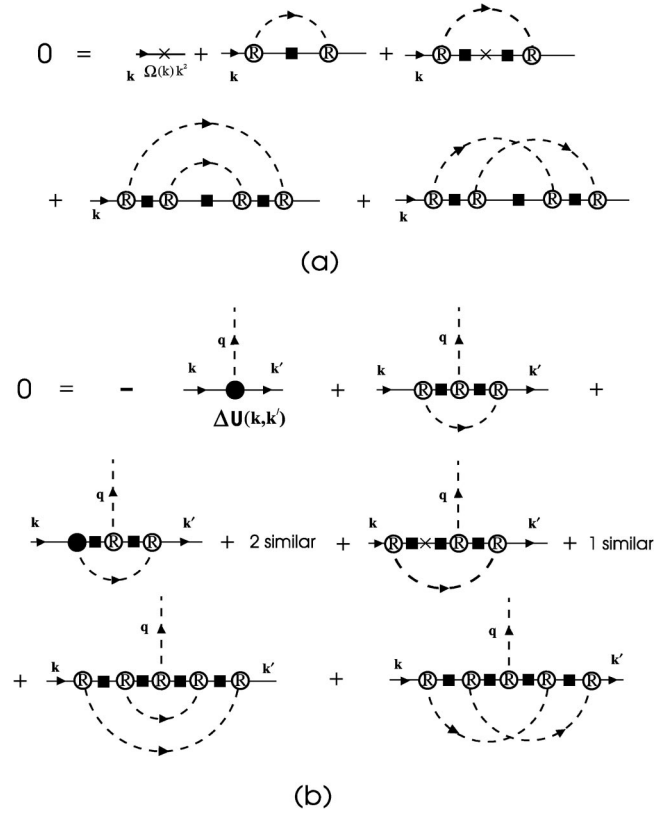 0 = k Ω(k)k² + k Ⓡ Ⓡ + k Ⓡ Ⓡ
+ k Ⓡ Ⓡ Ⓡ Ⓡ + k Ⓡ Ⓡ Ⓡ Ⓡ
(a)
q q
0 = - k k′ + k Ⓡ Ⓡ Ⓡ k′ +
ΔU(k,k′)
q q
k Ⓡ Ⓡ k′ + 2 similar + k Ⓡ Ⓡ Ⓡ k′ + 1 similar
q q
+ k Ⓡ Ⓡ Ⓡ Ⓡ Ⓡ k′ + k Ⓡ Ⓡ Ⓡ Ⓡ Ⓡ k′
(b)